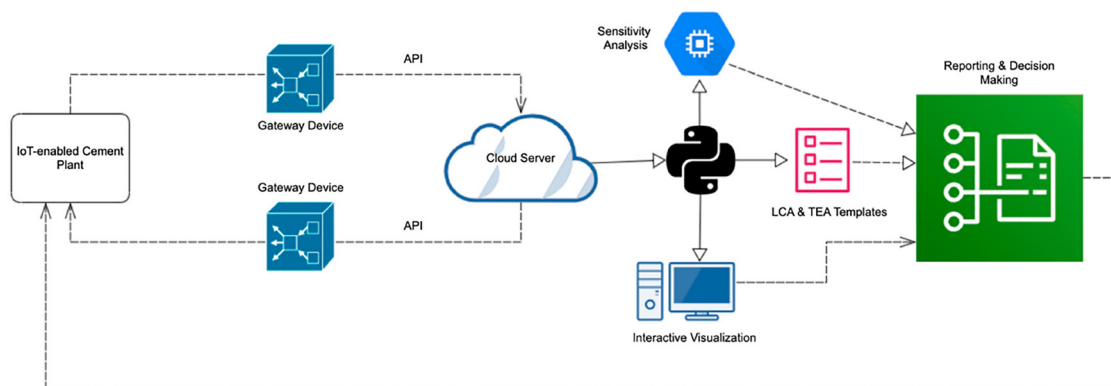 Sensitivity
Analysis
API
Reporting & Decision
Making
Gateway Device
IoT-enabled Cement
Plant
Cloud Server
Gateway Device
LCA & TEA Templates
API
Interactive Visualization